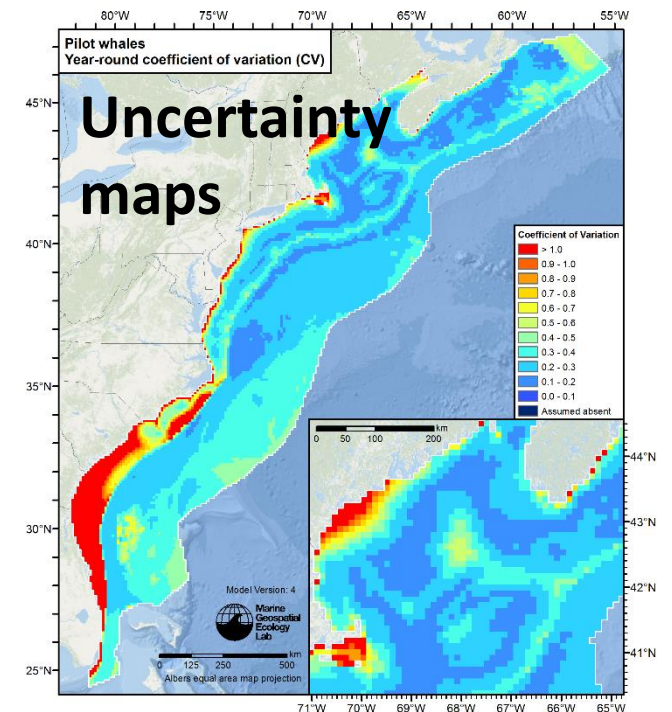 80°W 75°W 70°W 65°W 60°W 55°W
Pilot whales
Year-round coefficient of variation (CV)
Uncertainty
maps
45°N
40°N
35°N
30°N
25°N
Coefficient of Variation
> 1.0
0.9 - 1.0
0.8 - 0.9
0.7 - 0.8
0.6 - 0.7
0.5 - 0.6
0.4 - 0.5
0.3 - 0.4
0.2 - 0.3
0.1 - 0.2
0.0 - 0.1
Assumed absent
km
0 50 100 200
44°N
43°N
42°N
41°N
Model Version: 4
Marine
Geospatial
Ecology
Lab
km
0 125 250 500
Albers equal area map projection
71°W 70°W 69°W 68°W 67°W 66°W 65°W